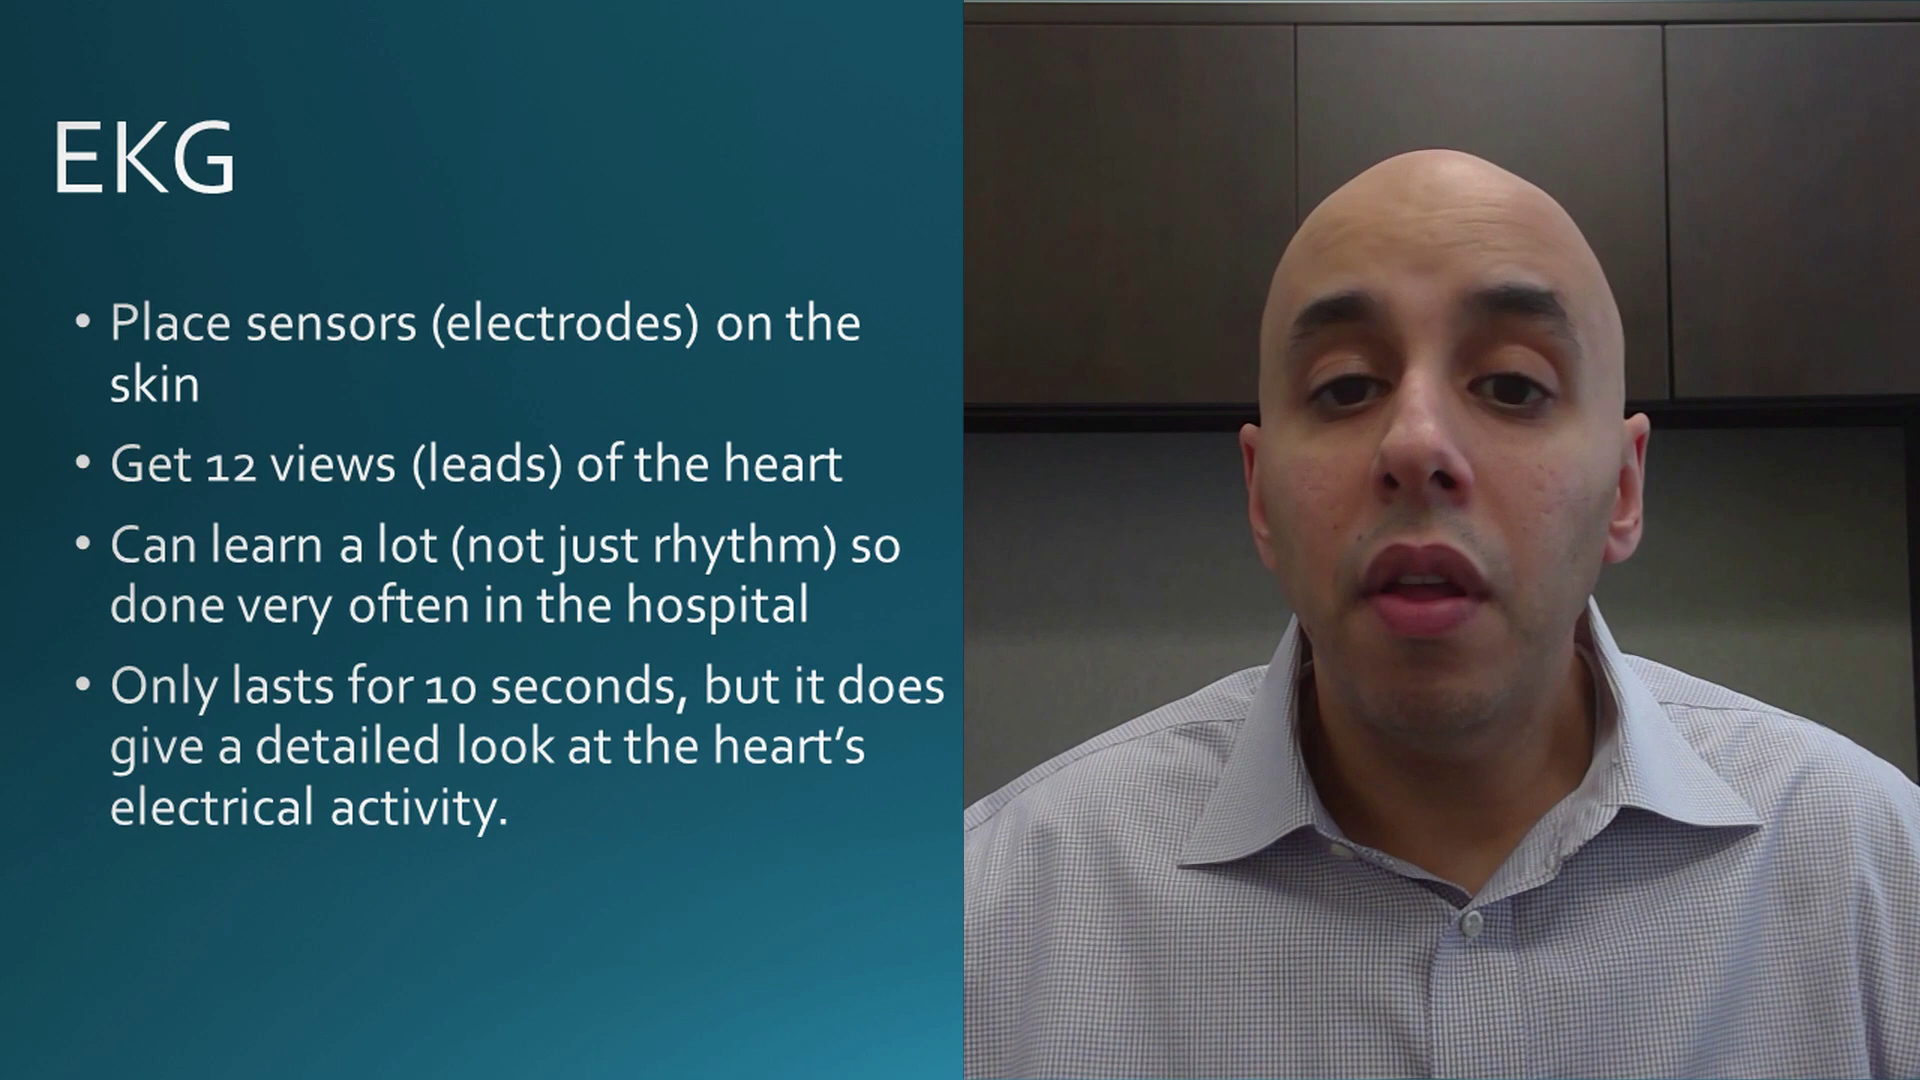 EKG
• Place sensors (electrodes) on the
skin
• Get 12 views (leads) of the heart
• Can learn a lot (not just rhythm) so
done very often in the hospital
• Only lasts for 10 seconds, but it does
give a detailed look at the heart’s
electrical activity.